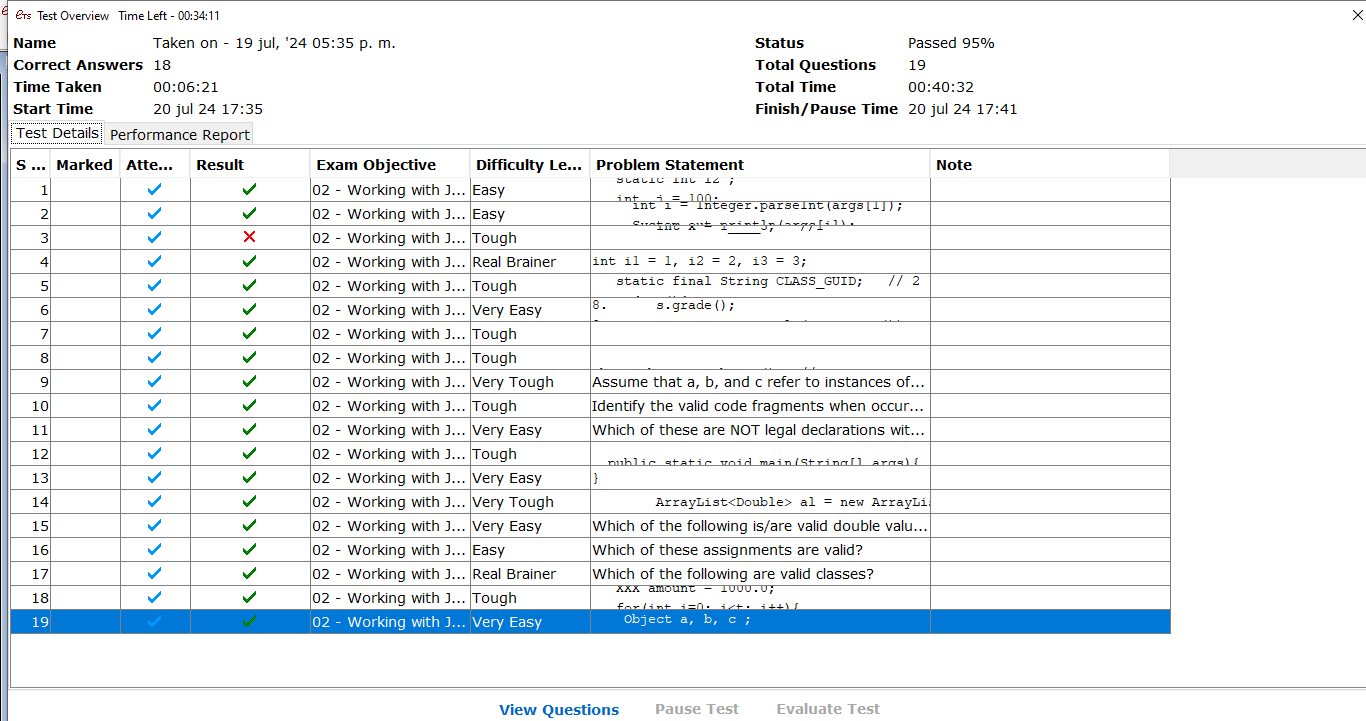 ets Test Overview Time Left - 00:34:11
Name Taken on - 19 jul, '24 05:35 p. m. Status Passed 95%
Correct Answers 18 Total Questions 19
Time Taken 00:06:21 Total Time 00:40:32
Start Time 20 jul 24 17:35 Finish/Pause Time 20 jul 24 17:41
Test Details Performance Report
S ... Marked Atte... Result Exam Objective Difficulty Le... Problem Statement Note
1 02 - Working with J... Easy static int i2 ;
int j = 100;
2 02 - Working with J... Easy int i = Integer.parseInt(args[1]);
System.out.println(args[i]);
3 02 - Working with J... Tough
4 02 - Working with J... Real Brainer int i1 = 1, i2 = 2, i3 = 3;
5 02 - Working with J... Tough static final String CLASS_GUID; // 2
6 02 - Working with J... Very Easy 8. s.grade();
7 02 - Working with J... Tough
8 02 - Working with J... Tough
9 02 - Working with J... Very Tough Assume that a, b, and c refer to instances of...
10 02 - Working with J... Tough Identify the valid code fragments when occur...
11 02 - Working with J... Very Easy Which of these are NOT legal declarations wit...
12 02 - Working with J... Tough public static void main(String[] args){
13 02 - Working with J... Very Easy }
14 02 - Working with J... Very Tough ArrayList<Double> al = new ArrayLi
15 02 - Working with J... Very Easy Which of the following is/are valid double valu...
16 02 - Working with J... Easy Which of these assignments are valid?
17 02 - Working with J... Real Brainer Which of the following are valid classes?
18 02 - Working with J... Tough XXX amount = 1000.0;
for(int i=0; i<t; i++){
19 02 - Working with J... Very Easy Object a, b, c ;
View Questions Pause Test Evaluate Test